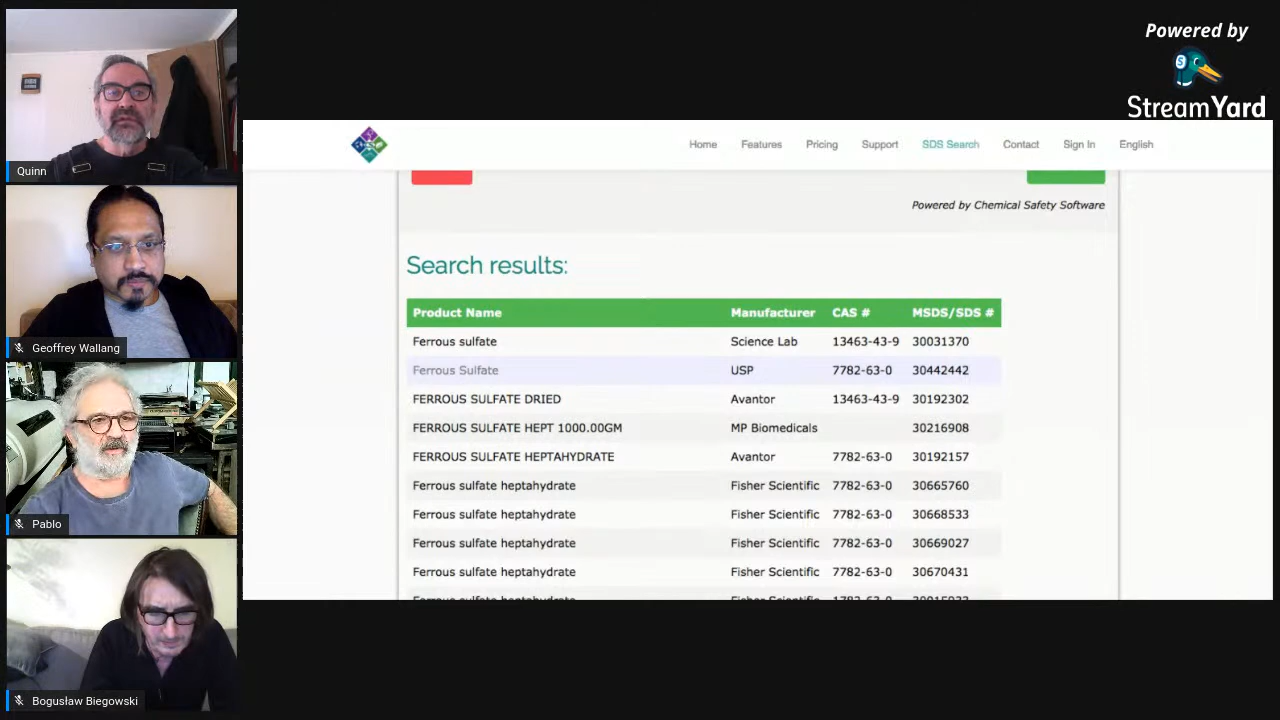 Powered by
StreamYard
Quinn
Geoffrey Wallang
Pablo
Bogusław Biegowski
Home Features Pricing Support SDS Search Contact Sign In English
Powered by Chemical Safety Software
Search results:
Product Name Manufacturer CAS # MSDS/SDS #
Ferrous sulfate Science Lab 13463-43-9 30031370
Ferrous Sulfate USP 7782-63-0 30442442
FERROUS SULFATE DRIED Avantor 13463-43-9 30192302
FERROUS SULFATE HEPT 1000.00GM MP Biomedicals 30216908
FERROUS SULFATE HEPTAHYDRATE Avantor 7782-63-0 30192157
Ferrous sulfate heptahydrate Fisher Scientific 7782-63-0 30665760
Ferrous sulfate heptahydrate Fisher Scientific 7782-63-0 30668533
Ferrous sulfate heptahydrate Fisher Scientific 7782-63-0 30669027
Ferrous sulfate heptahydrate Fisher Scientific 7782-63-0 30670431
Ferrous sulfate heptahydrate Fisher Scientific